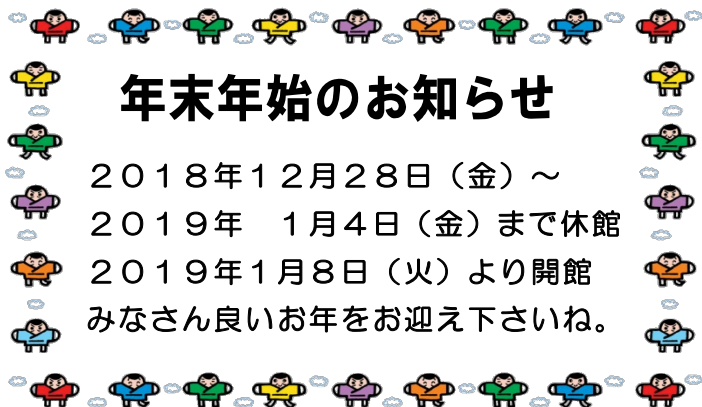 年末年始のお知らせ
２０１８年１２月２８日（金）～
２０１９年　１月４日（金）まで休館
２０１９年１月８日（火）より開館
みなさん良いお年をお迎え下さいね。